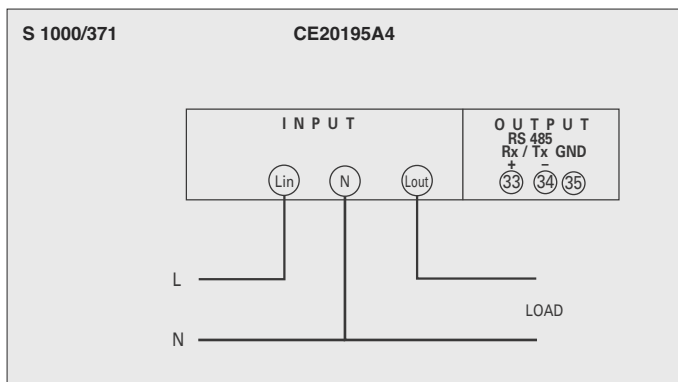 S 1000/371 CE20195A4
INPUT OUTPUT
RS 485
Rx / Tx GND
+ –
Lin N Lout 33 34 35
L
LOAD
N